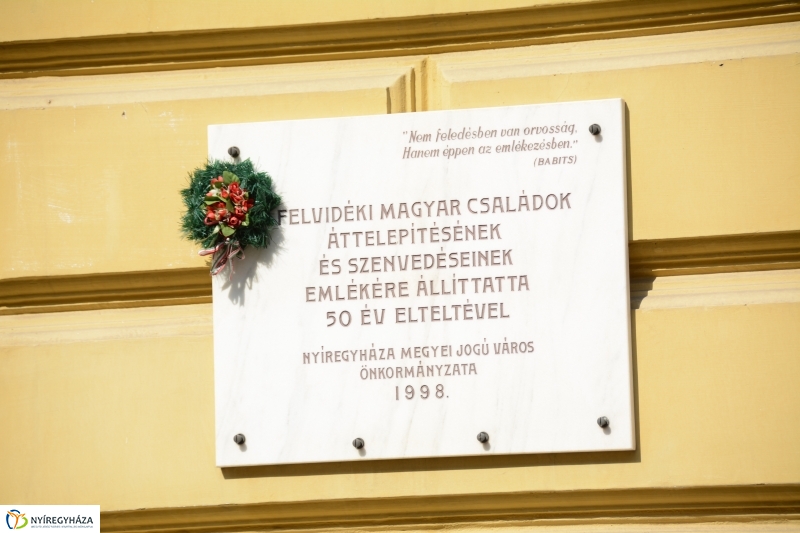 "Nem feledésben van orvosság,
Hanem éppen az emlékezésben."
(BABITS)
FELVIDÉKI MAGYAR CSALÁDOK
ÁTTELEPÍTÉSÉNEK
ÉS SZENVEDÉSEINEK
EMLÉKÉRE ÁLLÍTTATTA
50 ÉV ELTELTÉVEL
NYÍREGYHÁZA MEGYEI JOGÚ VÁROS
ÖNKORMÁNYZATA
1998.
NYÍREGYHÁZA